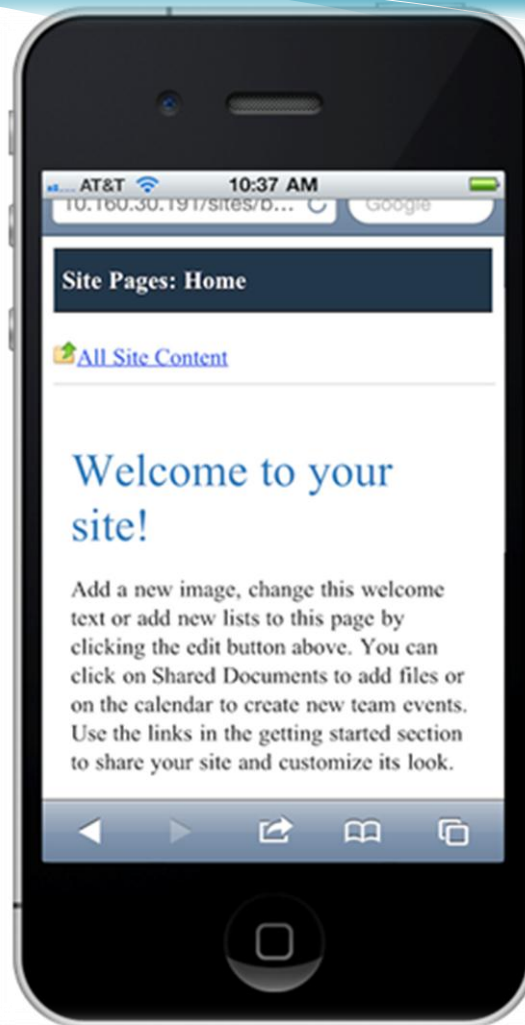 AT&T 10:37 AM
10.160.30.191/sites/b... Google
Site Pages: Home
All Site Content
Welcome to your
site!
Add a new image, change this welcome
text or add new lists to this page by
clicking the edit button above. You can
click on Shared Documents to add files or
on the calendar to create new team events.
Use the links in the getting started section
to share your site and customize its look.